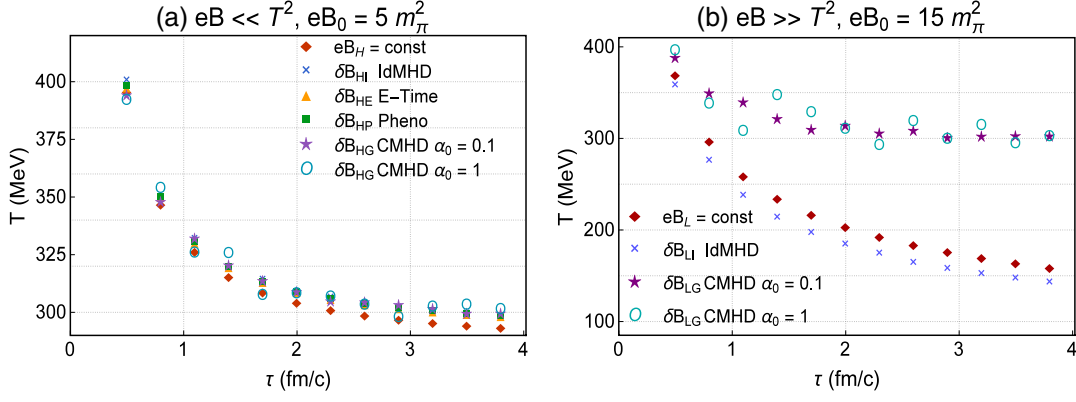 (a) eB << T², eB₀ = 5 m²π
T (MeV)
400
375
350
325
300
0
1
2
3
4
τ (fm/c)
eB_H = const
δB_HI IdMHD
δB_HE E-Time
δB_HP Pheno
δB_HG CMHD α₀ = 0.1
δB_HG CMHD α₀ = 1
(b) eB >> T², eB₀ = 15 m²π
T (MeV)
400
300
200
100
0
1
2
3
4
τ (fm/c)
eB_L = const
δB_LI IdMHD
δB_LG CMHD α₀ = 0.1
δB_LG CMHD α₀ = 1